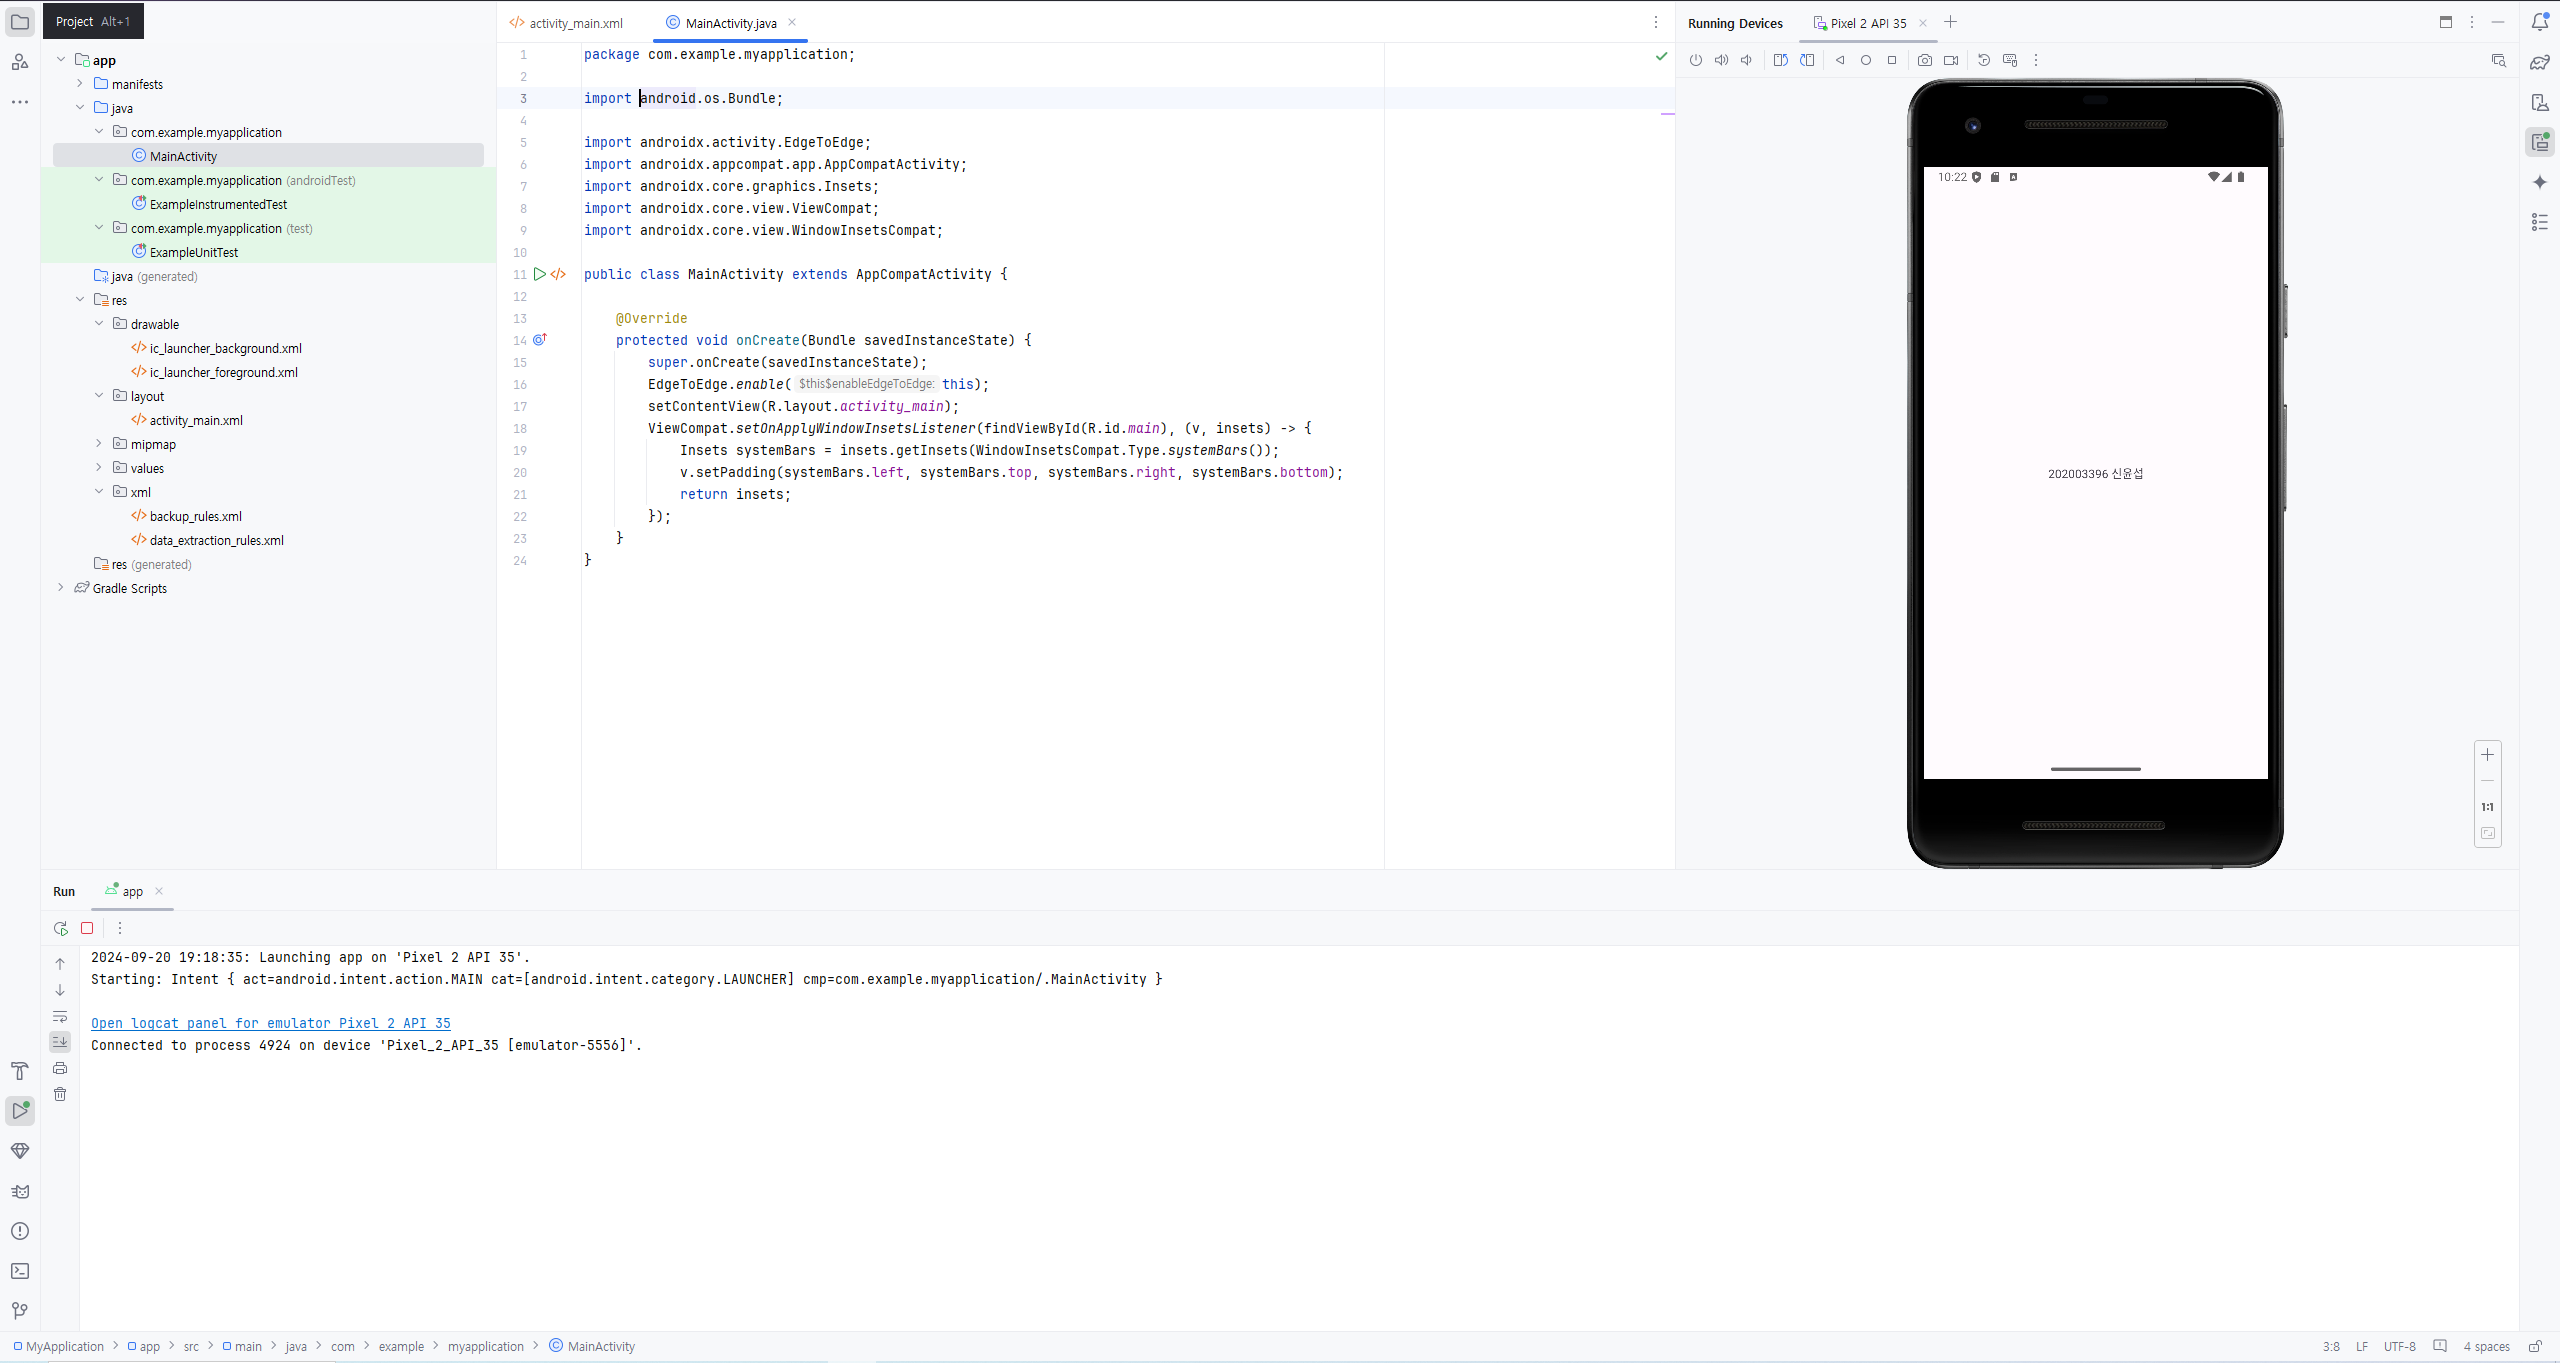 Project Alt+1
app
manifests
java
com.example.myapplication
MainActivity
com.example.myapplication (androidTest)
ExampleInstrumentedTest
com.example.myapplication (test)
ExampleUnitTest
java (generated)
res
drawable
ic_launcher_background.xml
ic_launcher_foreground.xml
layout
activity_main.xml
mipmap
values
xml
backup_rules.xml
data_extraction_rules.xml
res (generated)
Gradle Scripts
activity_main.xml
MainActivity.java
1 package com.example.myapplication;
2
3 import android.os.Bundle;
4
5 import androidx.activity.EdgeToEdge;
6 import androidx.appcompat.app.AppCompatActivity;
7 import androidx.core.graphics.Insets;
8 import androidx.core.view.ViewCompat;
9 import androidx.core.view.WindowInsetsCompat;
10
11 public class MainActivity extends AppCompatActivity {
12
13 @Override
14 protected void onCreate(Bundle savedInstanceState) {
15 super.onCreate(savedInstanceState);
16 EdgeToEdge.enable( $this$enableEdgeToEdge: this);
17 setContentView(R.layout.activity_main);
18 ViewCompat.setOnApplyWindowInsetsListener(findViewById(R.id.main), (v, insets) -> {
19 Insets systemBars = insets.getInsets(WindowInsetsCompat.Type.systemBars());
20 v.setPadding(systemBars.left, systemBars.top, systemBars.right, systemBars.bottom);
21 return insets;
22 });
23 }
24 }
Running Devices
Pixel 2 API 35
10:22
202003396 신윤섭
1:1
Run
app
2024-09-20 19:18:35: Launching app on 'Pixel 2 API 35'.
Starting: Intent { act=android.intent.action.MAIN cat=[android.intent.category.LAUNCHER] cmp=com.example.myapplication/.MainActivity }
Open logcat panel for emulator Pixel 2 API 35
Connected to process 4924 on device 'Pixel_2_API_35 [emulator-5556]'.
MyApplication > app > src > main > java > com > example > myapplication > MainActivity
3:8 LF UTF-8 4 spaces